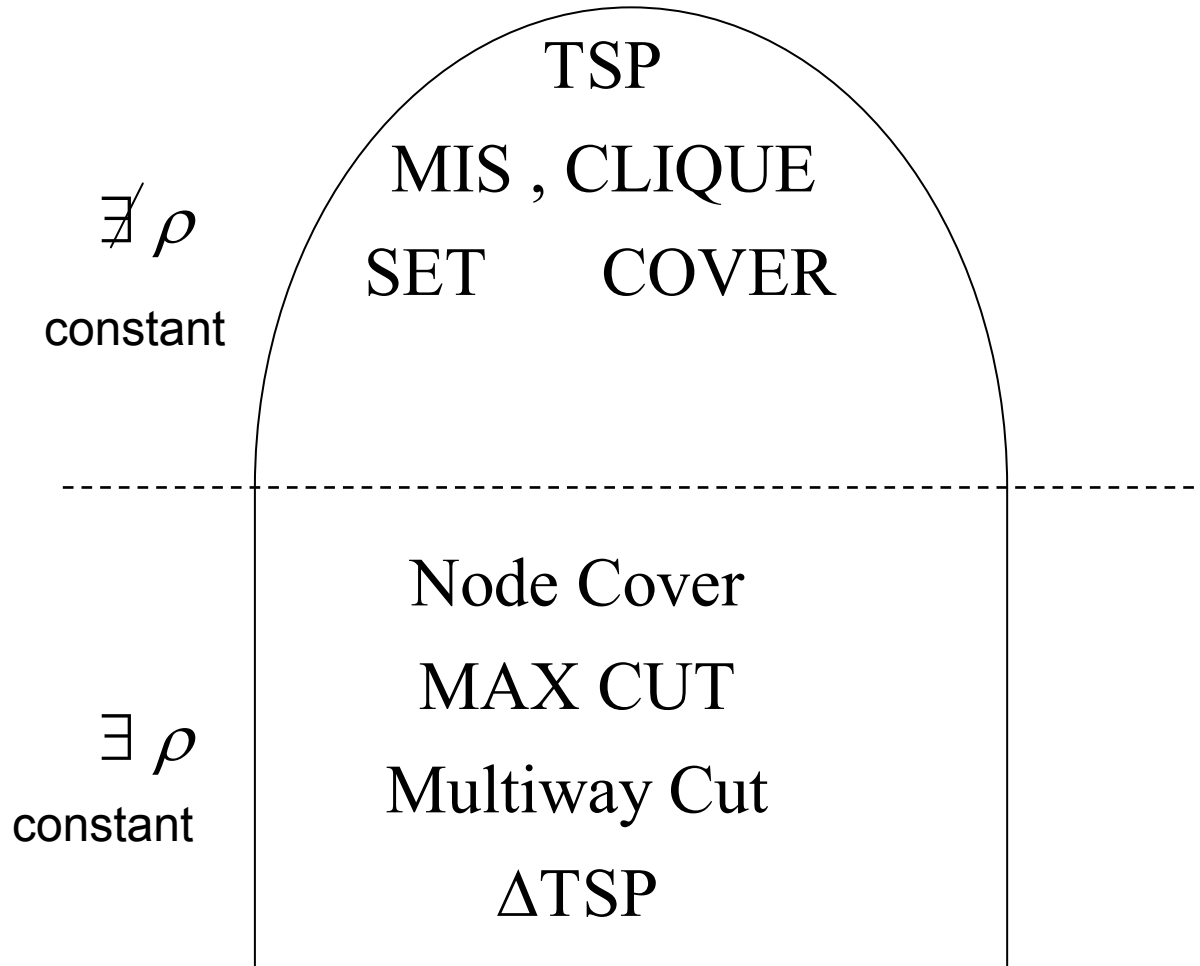 TSP
MIS , CLIQUE
∄ ρ
SET COVER
constant
Node Cover
MAX CUT
∃ ρ
Multiway Cut
constant
ΔTSP